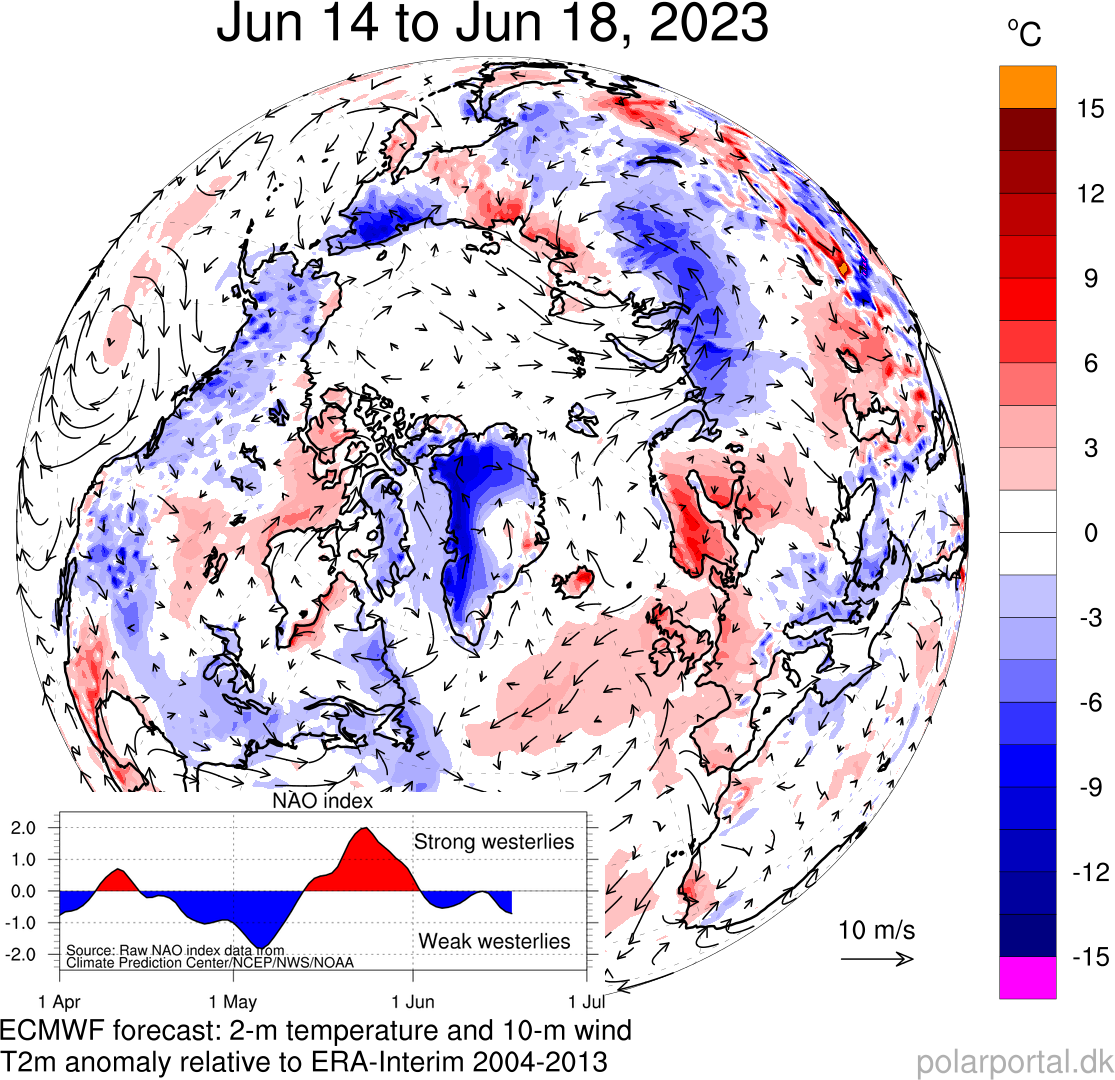 Jun 14 to Jun 18, 2023
°C
15
12
9
6
3
0
-3
-6
-9
-12
-15
10 m/s
NAO index
2.0
1.0
0.0
-1.0
-2.0
Strong westerlies
Weak westerlies
Source: Raw NAO index data from
Climate Prediction Center/NCEP/NWS/NOAA
1 Apr
1 May
1 Jun
1 Jul
ECMWF forecast: 2-m temperature and 10-m wind
T2m anomaly relative to ERA-Interim 2004-2013
polarportal.dk